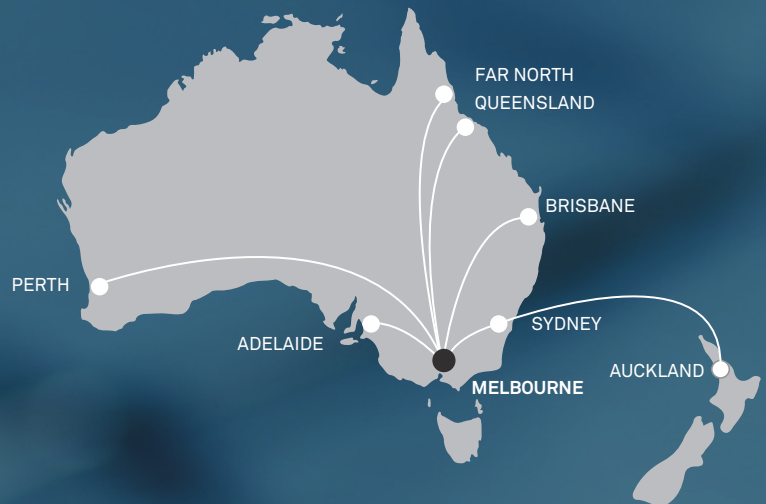 FAR NORTH
QUEENSLAND
BRISBANE
PERTH
SYDNEY
ADELAIDE
AUCKLAND
MELBOURNE